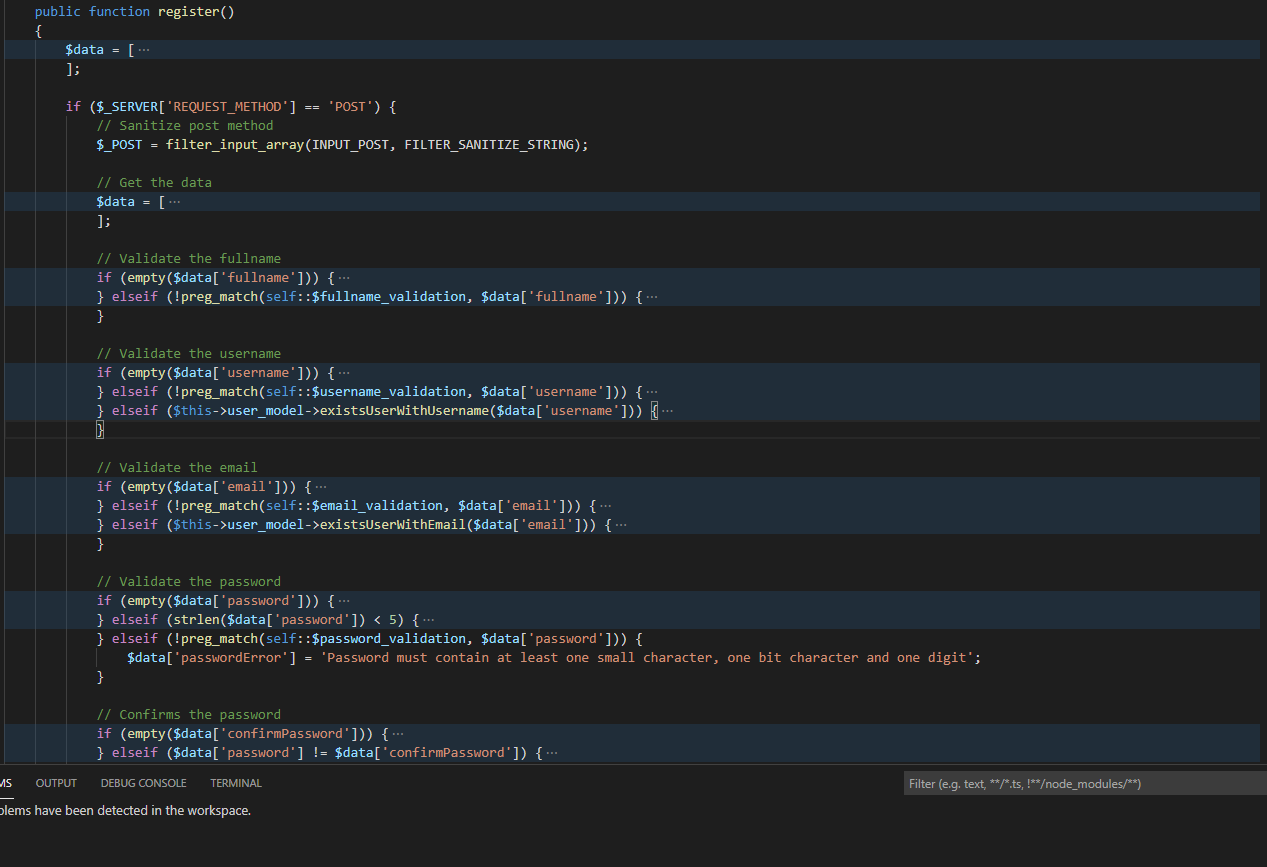 public function register()
{
$data = [ ⋯
];
if ($_SERVER['REQUEST_METHOD'] == 'POST') {
// Sanitize post method
$_POST = filter_input_array(INPUT_POST, FILTER_SANITIZE_STRING);
// Get the data
$data = [ ⋯
];
// Validate the fullname
if (empty($data['fullname'])) { ⋯
} elseif (!preg_match(self::$fullname_validation, $data['fullname'])) { ⋯
}
// Validate the username
if (empty($data['username'])) { ⋯
} elseif (!preg_match(self::$username_validation, $data['username'])) { ⋯
} elseif ($this->user_model->existsUserWithUsername($data['username'])) { ⋯
}
// Validate the email
if (empty($data['email'])) { ⋯
} elseif (!preg_match(self::$email_validation, $data['email'])) { ⋯
} elseif ($this->user_model->existsUserWithEmail($data['email'])) { ⋯
}
// Validate the password
if (empty($data['password'])) { ⋯
} elseif (strlen($data['password']) < 5) { ⋯
} elseif (!preg_match(self::$password_validation, $data['password'])) {
$data['passwordError'] = 'Password must contain at least one small character, one bit character and one digit';
}
// Confirms the password
if (empty($data['confirmPassword'])) { ⋯
} elseif ($data['password'] != $data['confirmPassword']) { ⋯
MS OUTPUT DEBUG CONSOLE TERMINAL Filter (e.g. text, **/*.ts, !**/node_modules/**)
blems have been detected in the workspace.